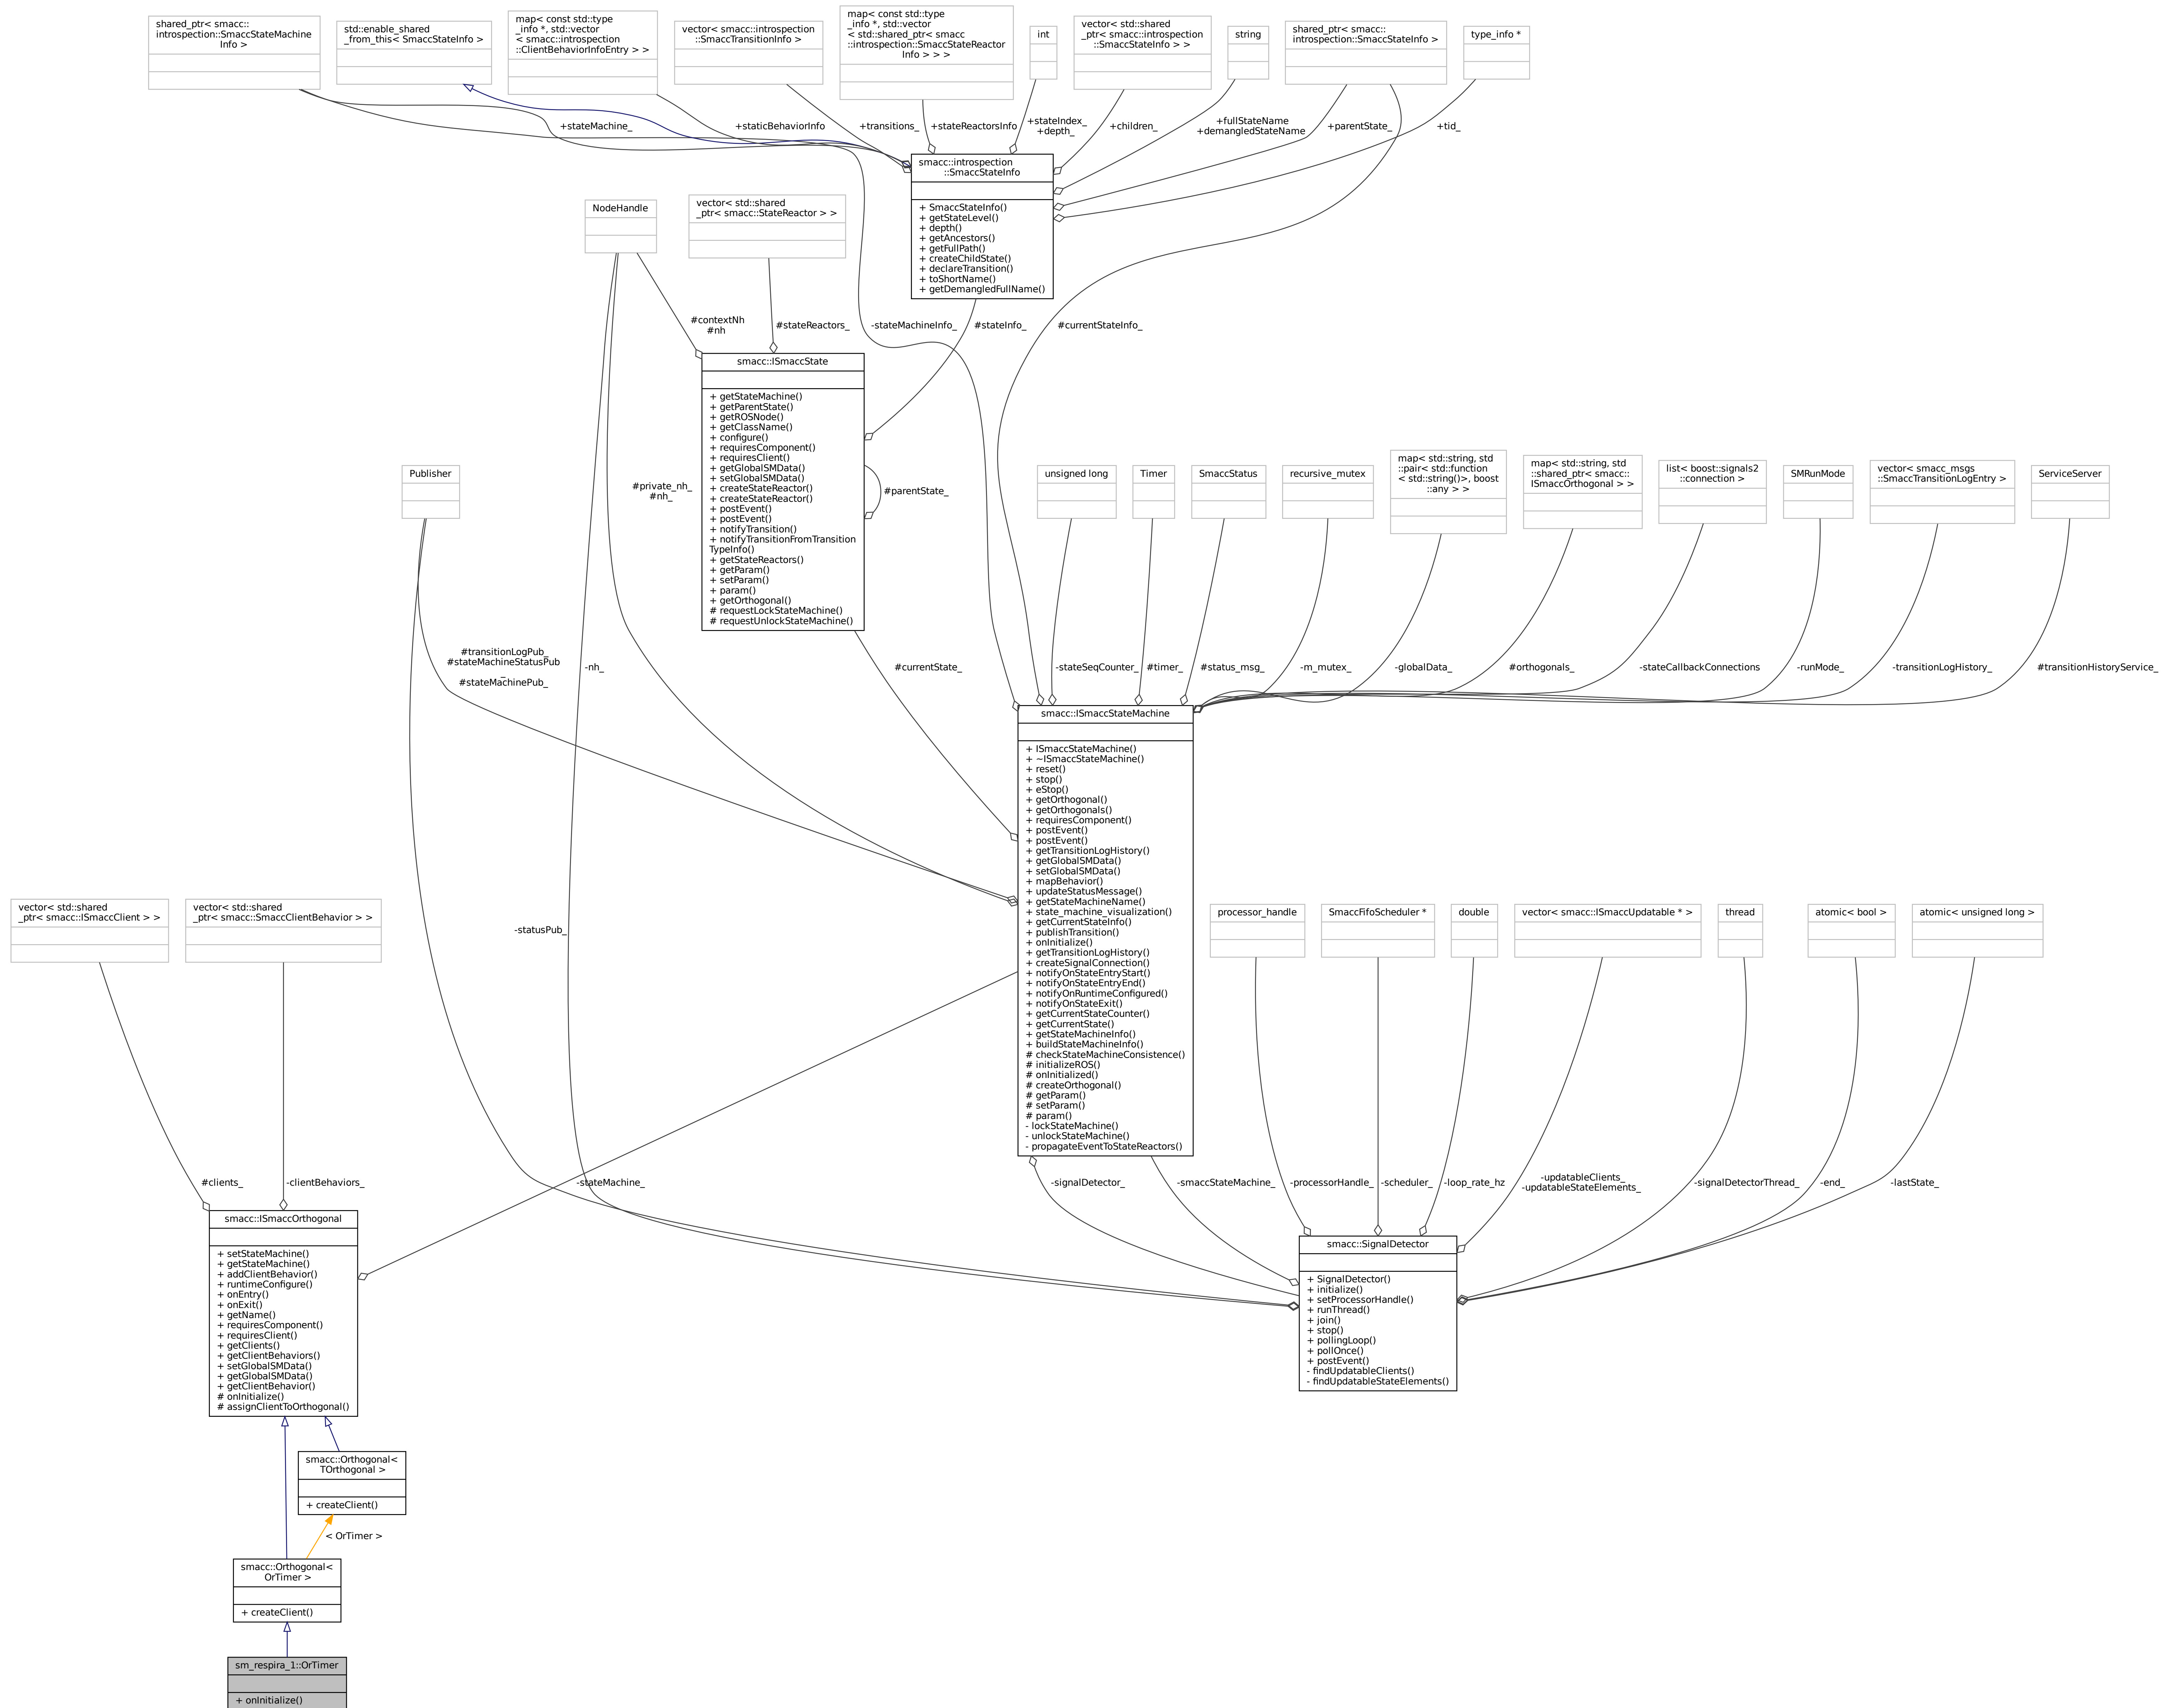 shared_ptr< smacc::
introspection::SmaccStateMachine
Info >
std::enable_shared
_from_this< SmaccStateInfo >
map< const std::type
_info *, std::vector
< smacc::introspection
::ClientBehaviorInfoEntry > >
vector< smacc::introspection
::SmaccTransitionInfo >
map< const std::type
_info *, std::vector
< std::shared_ptr< smacc
::introspection::SmaccStateReactor
Info > > >
int
vector< std::shared
_ptr< smacc::introspection
::SmaccStateInfo > >
string
shared_ptr< smacc::
introspection::SmaccStateInfo >
type_info *
+stateMachine_
+staticBehaviorInfo
+transitions_
+stateReactorsInfo
+stateIndex_
+depth_
+children_
+fullStateName
+demangledStateName
+parentState_
+tid_
smacc::introspection
::SmaccStateInfo
+ SmaccStateInfo()
+ getStateLevel()
+ depth()
+ getAncestors()
+ getFullPath()
+ createChildState()
+ declareTransition()
+ toShortName()
+ getDemangledFullName()
NodeHandle
vector< std::shared
_ptr< smacc::StateReactor > >
#contextNh
#nh
#stateReactors_
-stateMachineInfo_
#stateInfo_
#currentStateInfo_
smacc::ISmaccState
+ getStateMachine()
+ getParentState()
+ getROSNode()
+ getClassName()
+ configure()
+ requiresComponent()
+ requiresClient()
+ getGlobalSMData()
+ setGlobalSMData()
+ createStateReactor()
+ createStateReactor()
+ postEvent()
+ postEvent()
+ notifyTransition()
+ notifyTransitionFromTransition
TypeInfo()
+ getStateReactors()
+ getParam()
+ setParam()
+ param()
+ getOrthogonal()
# requestLockStateMachine()
# requestUnlockStateMachine()
#parentState_
Publisher
#private_nh_
#nh_
unsigned long
Timer
SmaccStatus
recursive_mutex
map< std::string, std
::pair< std::function
< std::string()>, boost
::any > >
map< std::string, std
::shared_ptr< smacc::
ISmaccOrthogonal > >
list< boost::signals2
::connection >
SMRunMode
vector< smacc_msgs
::SmaccTransitionLogEntry >
ServiceServer
#transitionLogPub_
#stateMachineStatusPub
_
#stateMachinePub_
-nh_
#currentState_
-stateSeqCounter_
#timer_
#status_msg_
-m_mutex_
-globalData_
#orthogonals_
-stateCallbackConnections
-runMode_
-transitionLogHistory_
#transitionHistoryService_
smacc::ISmaccStateMachine
+ ISmaccStateMachine()
+ ~ISmaccStateMachine()
+ reset()
+ stop()
+ eStop()
+ getOrthogonal()
+ getOrthogonals()
+ requiresComponent()
+ postEvent()
+ postEvent()
+ getTransitionLogHistory()
+ getGlobalSMData()
+ setGlobalSMData()
+ mapBehavior()
+ updateStatusMessage()
+ getStateMachineName()
+ state_machine_visualization()
+ getCurrentStateInfo()
+ publishTransition()
+ onInitialize()
+ getTransitionLogHistory()
+ createSignalConnection()
+ notifyOnStateEntryStart()
+ notifyOnStateEntryEnd()
+ notifyOnRuntimeConfigured()
+ notifyOnStateExit()
+ getCurrentStateCounter()
+ getCurrentState()
+ getStateMachineInfo()
+ buildStateMachineInfo()
# checkStateMachineConsistence()
# initializeROS()
# onInitialized()
# createOrthogonal()
# getParam()
# setParam()
# param()
- lockStateMachine()
- unlockStateMachine()
- propagateEventToStateReactors()
vector< std::shared
_ptr< smacc::ISmaccClient > >
vector< std::shared
_ptr< smacc::SmaccClientBehavior > >
-statusPub_
processor_handle
SmaccFifoScheduler *
double
vector< smacc::ISmaccUpdatable * >
thread
atomic< bool >
atomic< unsigned long >
#clients_
-clientBehaviors_
-stateMachine_
-signalDetector_
-smaccStateMachine_
-processorHandle_
-scheduler_
-loop_rate_hz
-updatableClients_
-updatableStateElements_
-signalDetectorThread_
-end_
-lastState_
smacc::ISmaccOrthogonal
+ setStateMachine()
+ getStateMachine()
+ addClientBehavior()
+ runtimeConfigure()
+ onEntry()
+ onExit()
+ getName()
+ requiresComponent()
+ requiresClient()
+ getClients()
+ getClientBehaviors()
+ setGlobalSMData()
+ getGlobalSMData()
+ getClientBehavior()
# onInitialize()
# assignClientToOrthogonal()
smacc::SignalDetector
+ SignalDetector()
+ initialize()
+ setProcessorHandle()
+ runThread()
+ join()
+ stop()
+ pollingLoop()
+ pollOnce()
+ postEvent()
- findUpdatableClients()
- findUpdatableStateElements()
smacc::Orthogonal<
TOrthogonal >
+ createClient()
< OrTimer >
smacc::Orthogonal<
OrTimer >
+ createClient()
sm_respira_1::OrTimer
+ onInitialize()